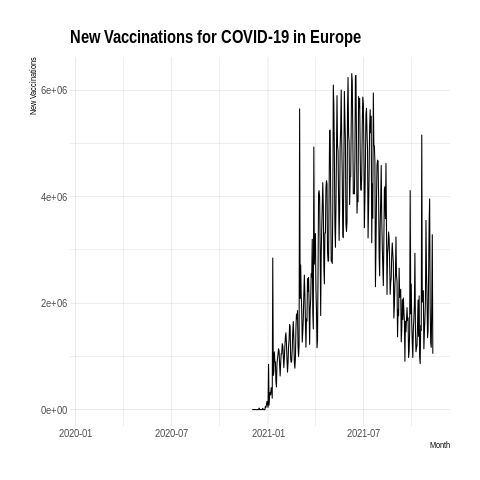 New Vaccinations for COVID-19 in Europe
New Vaccinations
6e+06
4e+06
2e+06
0e+00
2020-01 2020-07 2021-01 2021-07
Month